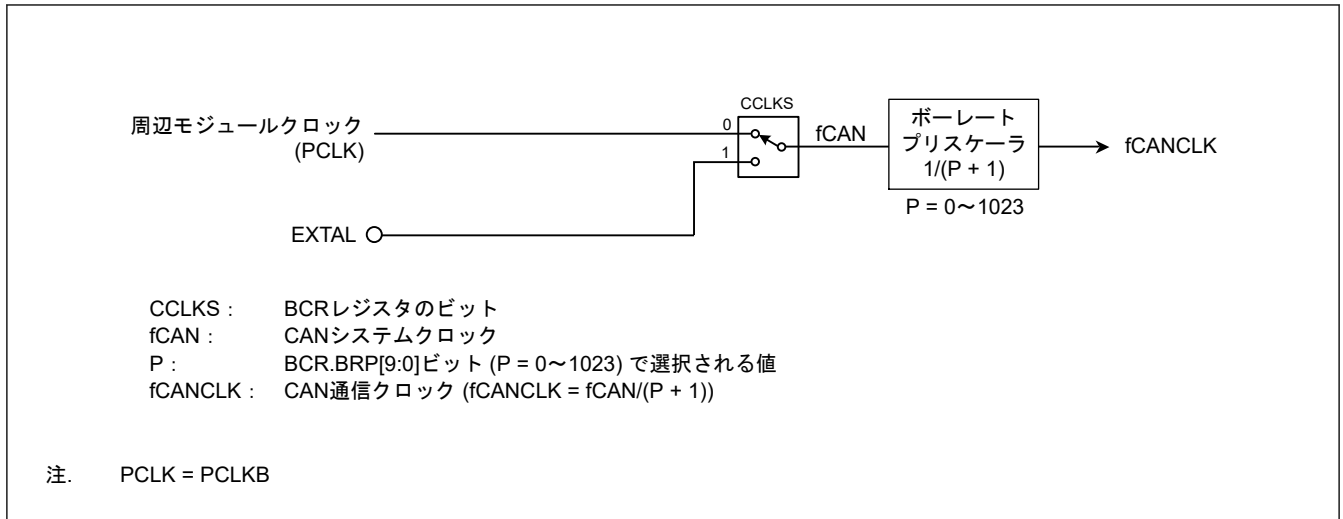 CCLKS
周辺モジュールクロック
(PCLK)
0
1
fCAN
ボーレート
プリスケーラ
1/(P + 1)
fCANCLK
P = 0～1023
EXTAL
CCLKS : BCRレジスタのビット
fCAN : CANシステムクロック
P : BCR.BRP[9:0]ビット (P = 0～1023) で選択される値
fCANCLK : CAN通信クロック (fCANCLK = fCAN/(P + 1))
注. PCLK = PCLKB